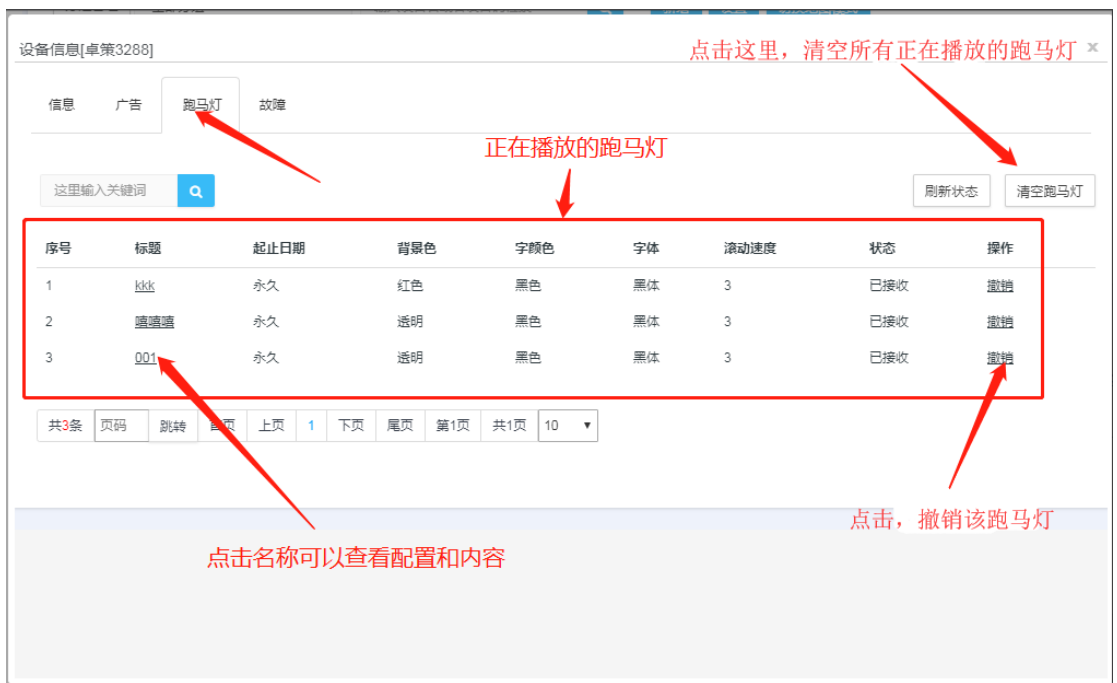 设备信息[卓策3288]
点击这里，清空所有正在播放的跑马灯 ×
信息 广告 跑马灯 故障
正在播放的跑马灯
这里输入关键词 刷新状态 清空跑马灯
序号 标题 起止日期 背景色 字颜色 字体 滚动速度 状态 操作
1 kkk 永久 红色 黑色 黑体 3 已接收 撤销
2 嘻嘻嘻 永久 透明 黑色 黑体 3 已接收 撤销
3 001 永久 透明 黑色 黑体 3 已接收 撤销
共3条 页码 跳转 首页 上页 1 下页 尾页 第1页 共1页 10
点击，撤销该跑马灯
点击名称可以查看配置和内容